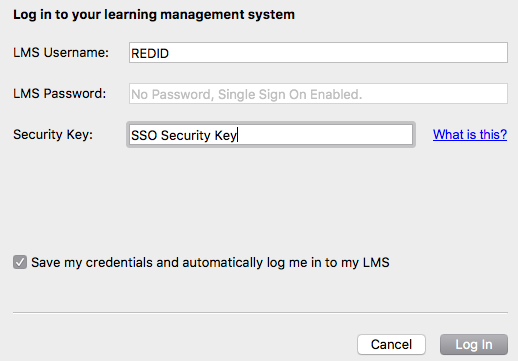 Log in to your learning management system
LMS Username: REDID
LMS Password: No Password, Single Sign On Enabled.
Security Key: SSO Security Key What is this?
Save my credentials and automatically log me in to my LMS
Cancel Log In